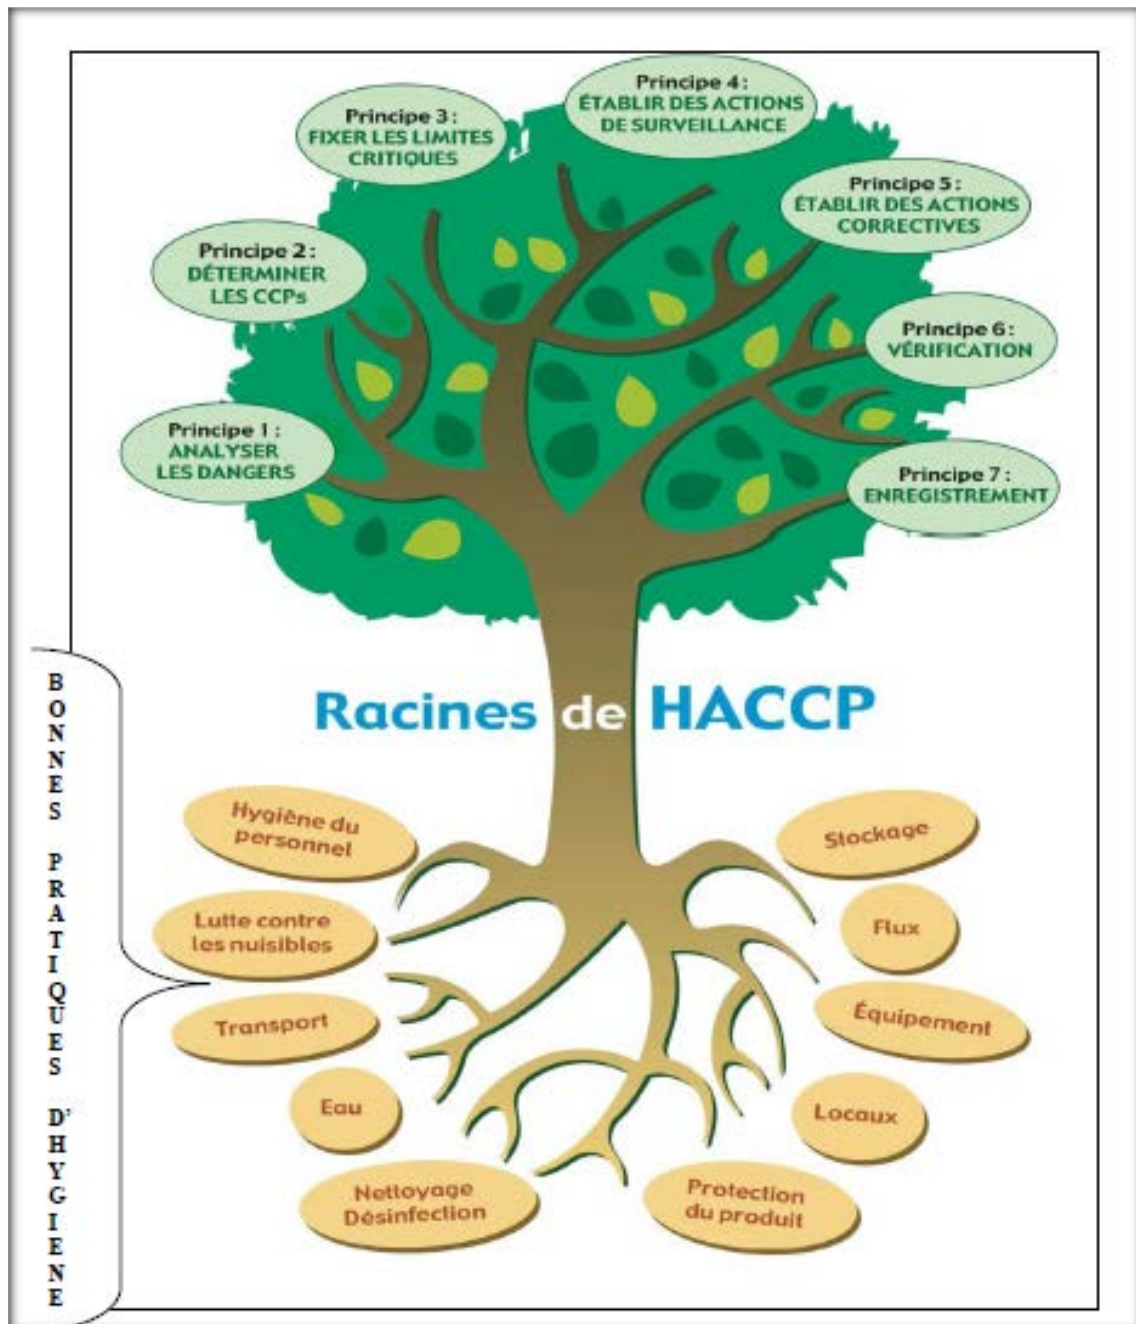 Principe 4 :
ÉTABLIR DES ACTIONS
DE SURVEILLANCE
Principe 3 :
FIXER LES LIMITES
CRITIQUES
Principe 5 :
ÉTABLIR DES ACTIONS
CORRECTIVES
Principe 2 :
DÉTERMINER
LES CCPs
Principe 6 :
VÉRIFICATION
Principe 1 :
ANALYSER
LES DANGERS
Principe 7 :
ENREGISTREMENT
Racines de HACCP
BONNES PRATIQUES D'HYGIENE
Hygiène du
personnel
Stockage
Lutte contre
les nuisibles
Flux
Transport
Équipement
Eau
Locaux
Nettoyage
Désinfection
Protection
du produit